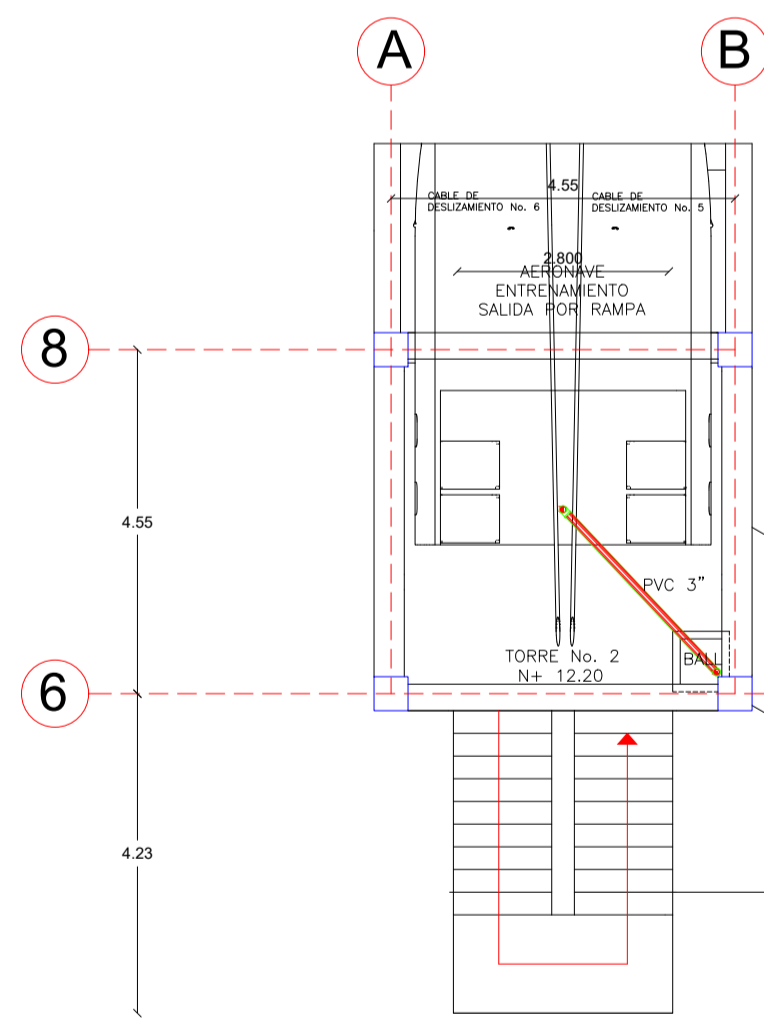 A
B
4.55
CABLE DE
DESLIZAMIENTO No. 6
CABLE DE
DESLIZAMIENTO No. 5
2.800
AERONAVE
ENTRENAMIENTO
SALIDA POR RAMPA
8
4.55
PVC 3”
TORRE No. 2
N+ 12.20
BALL
6
4.23